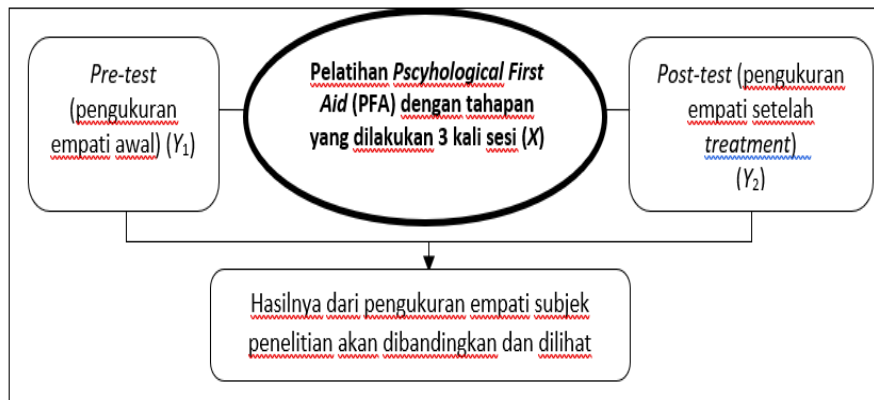 Pre-test
(pengukuran
empati awal) (Y₁)
Pelatihan Pscyhological First
Aid (PFA) dengan tahapan
yang dilakukan 3 kali sesi (X)
Post-test (pengukuran
empati setelah
treatment)
(Y₂)
Hasilnya dari pengukuran empati subjek
penelitian akan dibandingkan dan dilihat